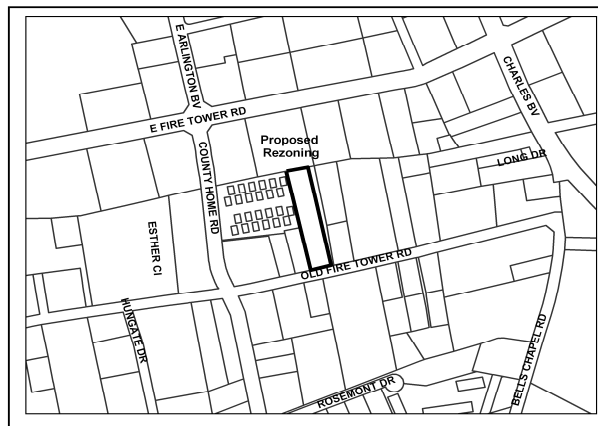 E ARLINGTON BV
CHARLES BV
E FIRE TOWER RD
Proposed
Rezoning
COUNTY HOME RD
LONG DR
ESTHER CI
OLD FIRE TOWER RD
HUNGATE DR
BELLS CHAPEL RD
ROSEMONT DR